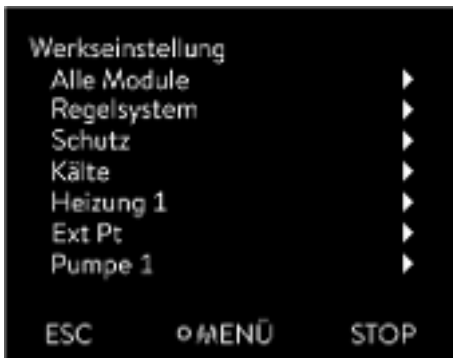 Werkseinstellung
Alle Module
Regelsystem
Schutz
Kälte
Heizung 1
Ext Pt
Pumpe 1
ESC MENÜ STOP